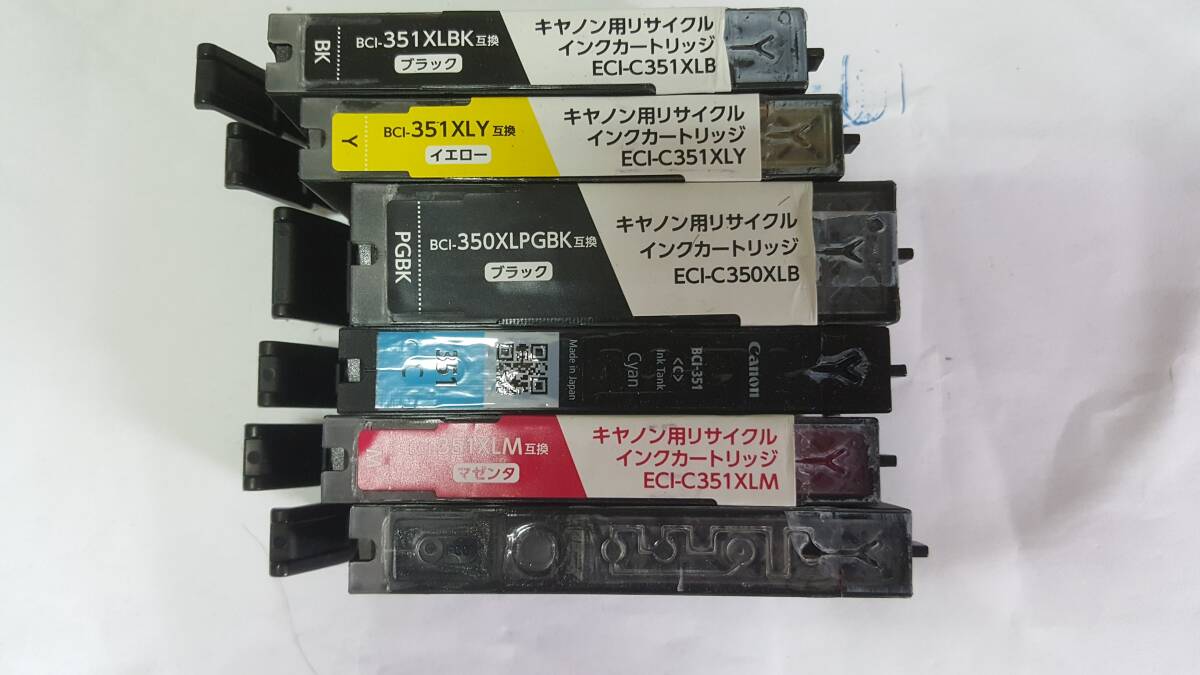 BK
BCI-351XLBK互換
ブラック
キヤノン用リサイクル
インクカートリッジ
ECI-C351XLB
Y
BCI-351XLY互換
イエロー
キヤノン用リサイクル
インクカートリッジ
ECI-C351XLY
PGBK
BCI-350XLPGBK互換
ブラック
キヤノン用リサイクル
インクカートリッジ
ECI-C350XLB
351
C
Made in Japan
Cyan
Ink Tank
<C>
BCI-351
Canon
351XLM互換
マゼンタ
キヤノン用リサイクル
インクカートリッジ
ECI-C351XLM